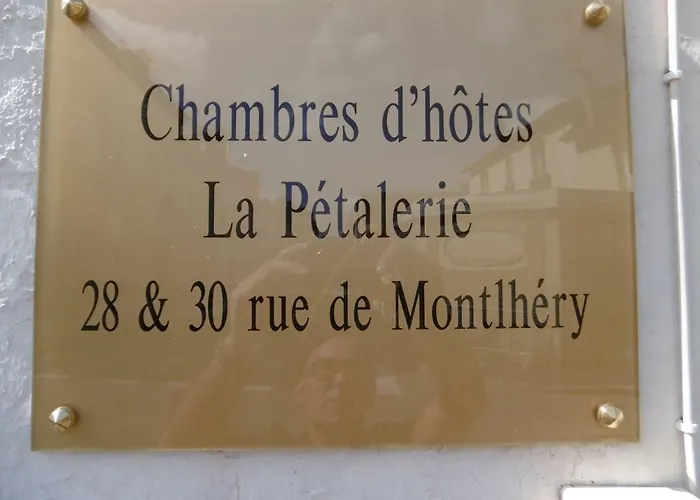 Chambres d'hôtes
La Pétalerie
28 & 30 rue de Montlhéry